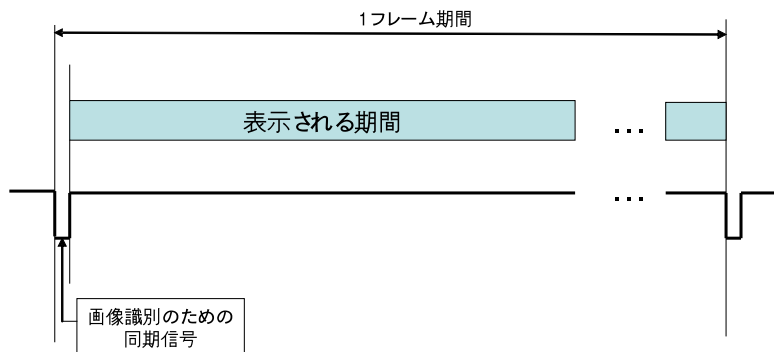 1フレーム期間
表示される期間
...
...
画像識別のための
同期信号